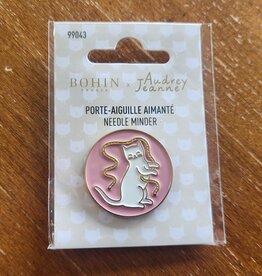 99043
BOHIN x Audrey
FRANCE Jeanne
PORTE-AIGUILLE AIMANTÉ
NEEDLE MINDER